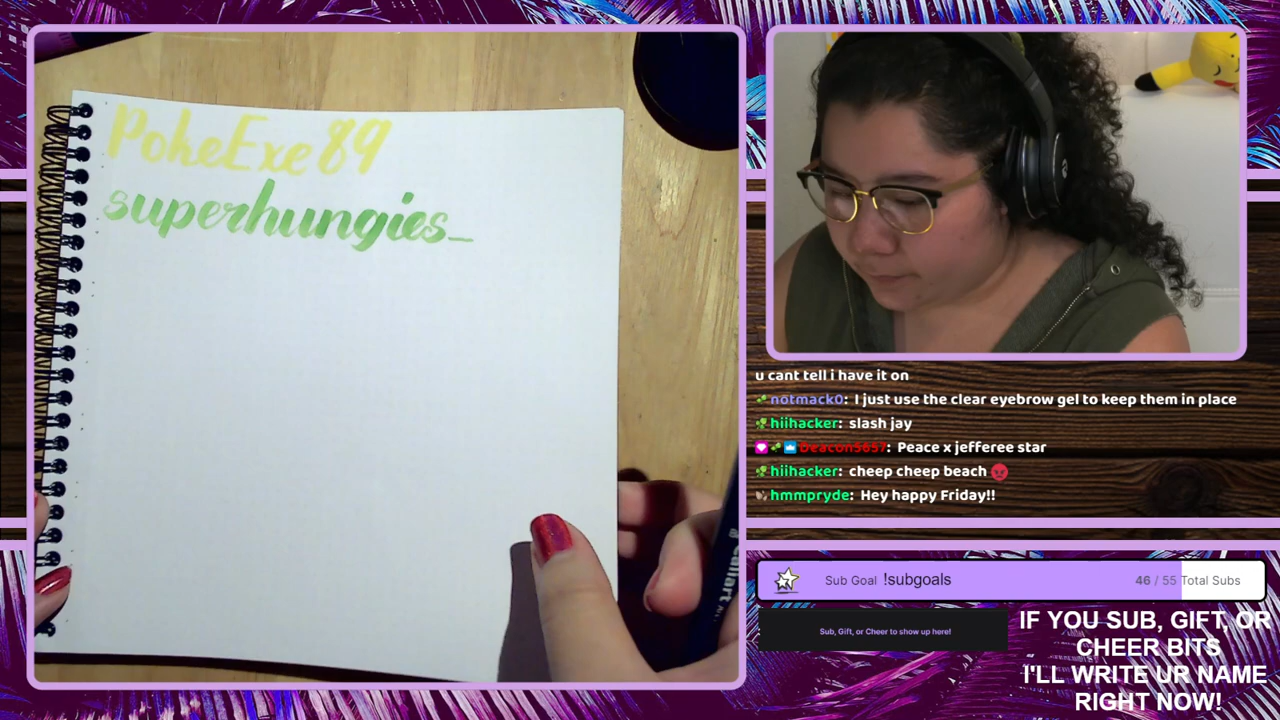 PokeExe89
superhungies_
u cant tell i have it on
notmack0: I just use the clear eyebrow gel to keep them in place
hiihacker: slash jay
Deacon5657: Peace x jefferee star
hiihacker: cheep cheep beach
hmmpryde: Hey happy Friday!!
Sub Goal !subgoals
46 / 55 Total Subs
Sub, Gift, or Cheer to show up here!
IF YOU SUB, GIFT, OR
CHEER BITS
I'LL WRITE UR NAME
RIGHT NOW!